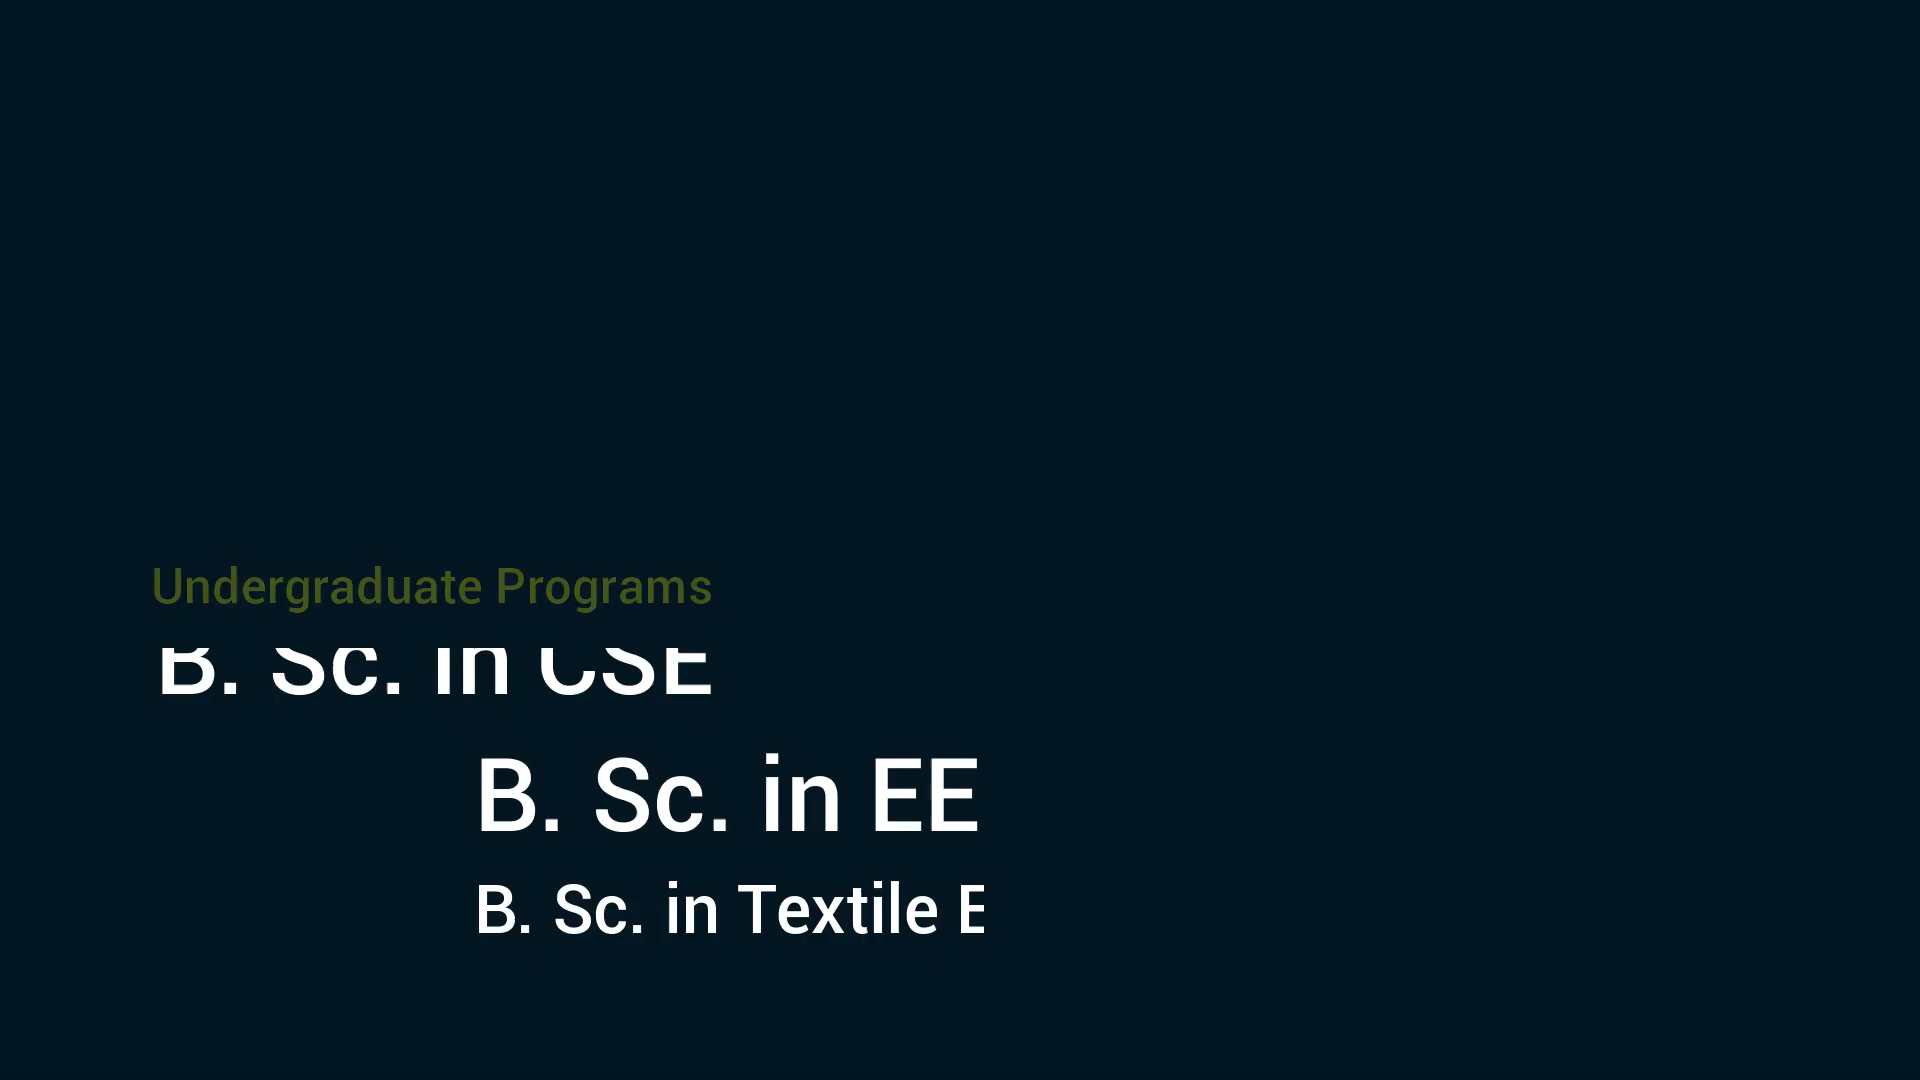 Undergraduate Programs
B. Sc. in CSE
B. Sc. in EE
B. Sc. in Textile E